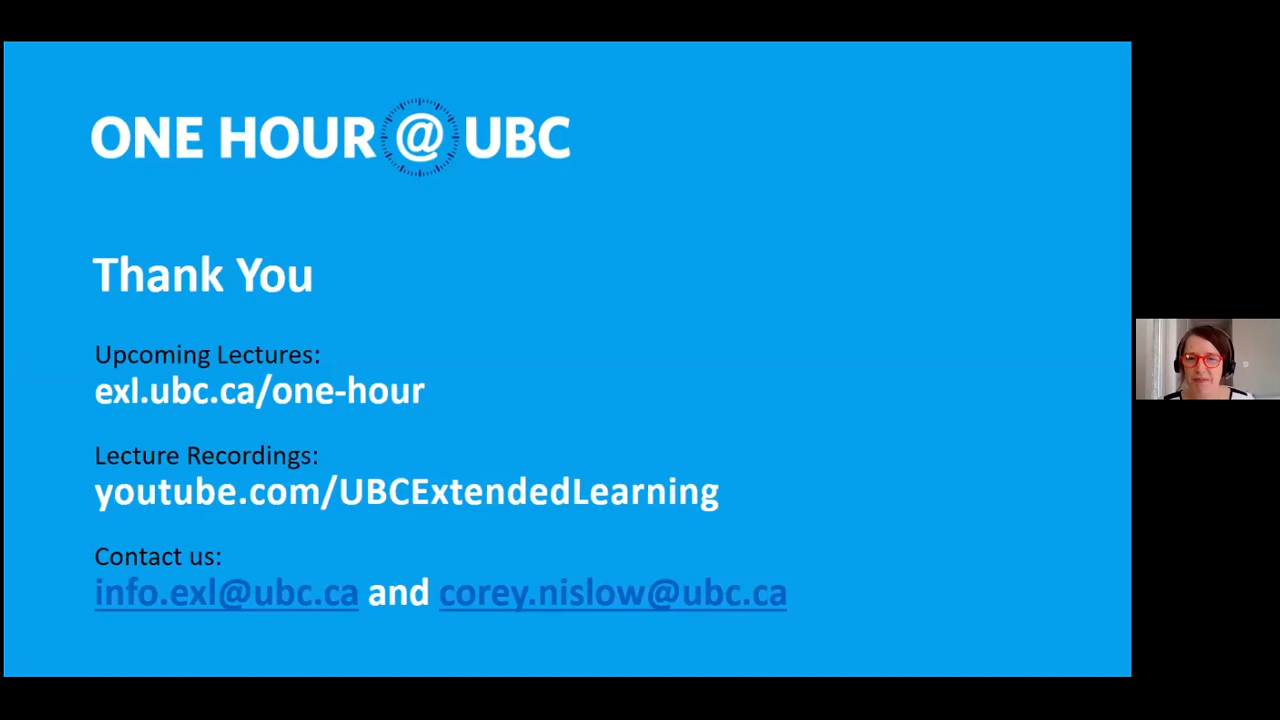 ONE HOUR @ UBC
Thank You
Upcoming Lectures:
exl.ubc.ca/one-hour
Lecture Recordings:
youtube.com/UBCExtendedLearning
Contact us:
info.exl@ubc.ca and corey.nislow@ubc.ca